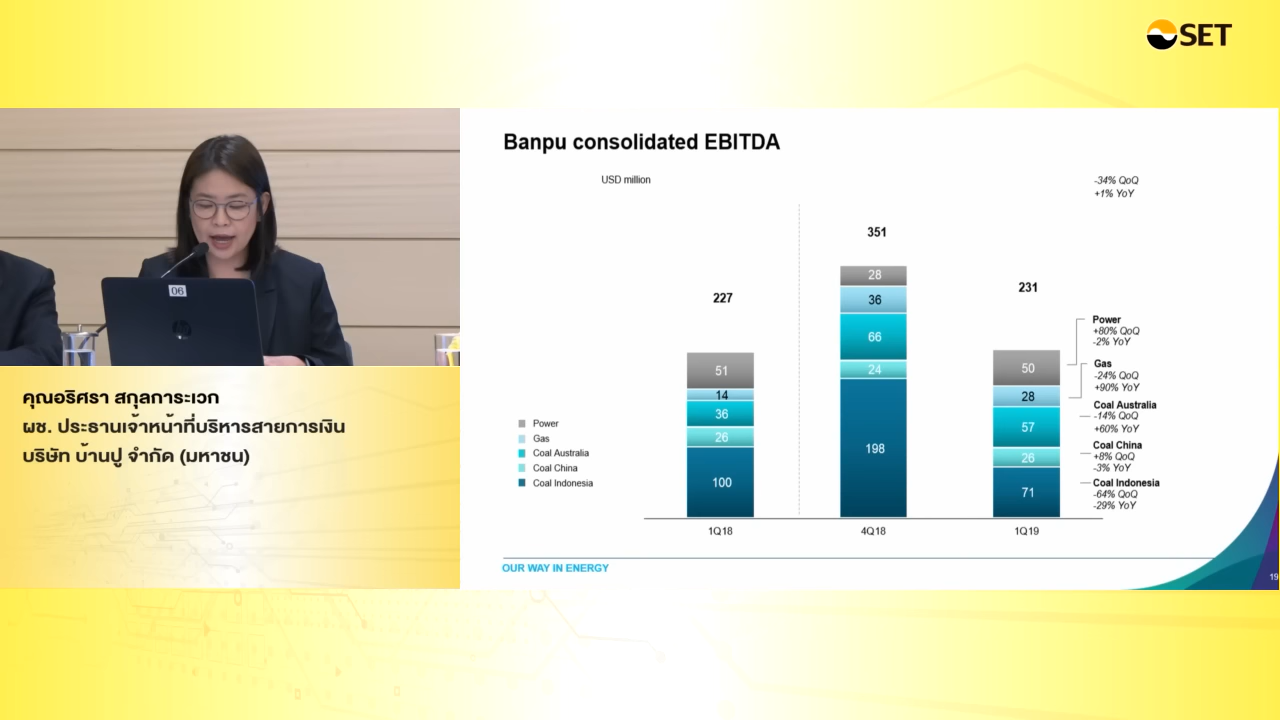 SET
06
คุณอริศรา สกุลการะเวก
ผช. ประธานเจ้าหน้าที่บริหารสายการเงิน
บริษัท บ้านปู จำกัด (มหาชน)
Banpu consolidated EBITDA
USD million
-34% QoQ
+1% YoY
227
351
231
51
14
36
26
100
28
36
66
24
198
50
28
57
26
71
Power
Gas
Coal Australia
Coal China
Coal Indonesia
Power
+80% QoQ
-2% YoY
Gas
-24% QoQ
+90% YoY
Coal Australia
-14% QoQ
+60% YoY
Coal China
+8% QoQ
-3% YoY
Coal Indonesia
-64% QoQ
-29% YoY
1Q18
4Q18
1Q19
OUR WAY IN ENERGY
19